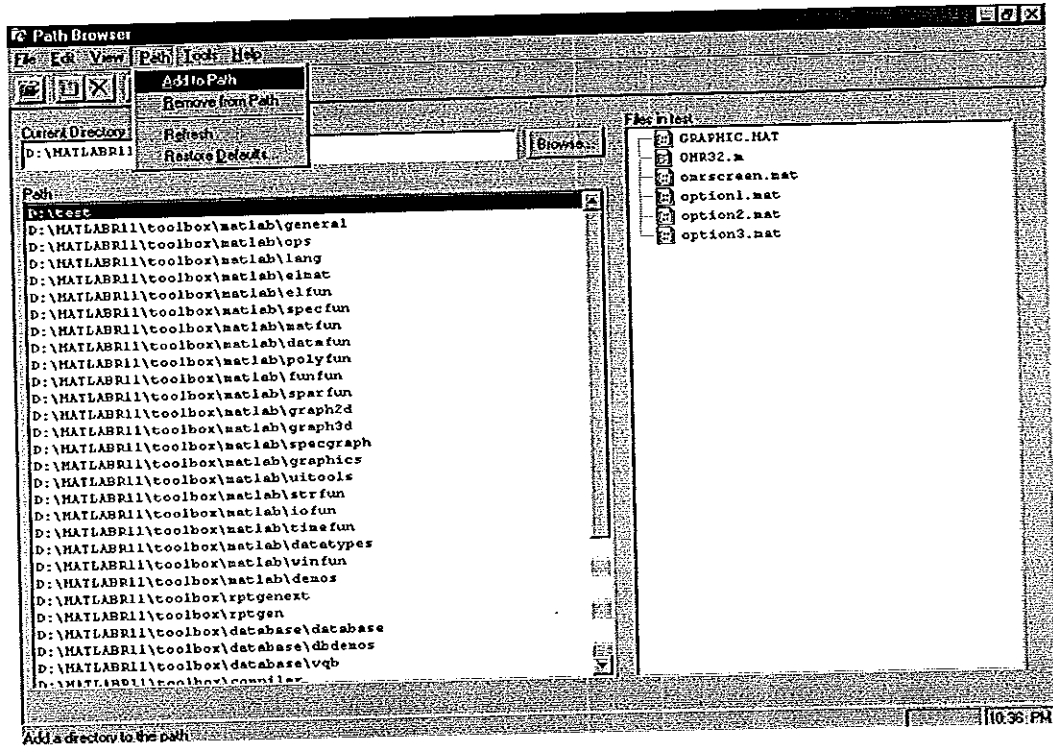 Path Browser
File Edit View Path Tools Help
Add to Path
Remove from Path
Refresh
Restore Defaults...
Current Directory
D:\MATLABR11
Browse...
Path
D:\test
D:\MATLABR11\toolbox\matlab\general
D:\MATLABR11\toolbox\matlab\ops
D:\MATLABR11\toolbox\matlab\lang
D:\MATLABR11\toolbox\matlab\elmat
D:\MATLABR11\toolbox\matlab\elfun
D:\MATLABR11\toolbox\matlab\specfun
D:\MATLABR11\toolbox\matlab\matfun
D:\MATLABR11\toolbox\matlab\datafun
D:\MATLABR11\toolbox\matlab\polyfun
D:\MATLABR11\toolbox\matlab\funfun
D:\MATLABR11\toolbox\matlab\sparfun
D:\MATLABR11\toolbox\matlab\graph2d
D:\MATLABR11\toolbox\matlab\graph3d
D:\MATLABR11\toolbox\matlab\specgraph
D:\MATLABR11\toolbox\matlab\graphics
D:\MATLABR11\toolbox\matlab\uitools
D:\MATLABR11\toolbox\matlab\strfun
D:\MATLABR11\toolbox\matlab\iofun
D:\MATLABR11\toolbox\matlab\timefun
D:\MATLABR11\toolbox\matlab\datatypes
D:\MATLABR11\toolbox\matlab\winfun
D:\MATLABR11\toolbox\matlab\demos
D:\MATLABR11\toolbox\rptgenext
D:\MATLABR11\toolbox\rptgen
D:\MATLABR11\toolbox\database\database
D:\MATLABR11\toolbox\database\dbdemos
D:\MATLABR11\toolbox\database\vqb
D:\MATLABR11\toolbox\compiler
Files in test
GRAPHIC.MAT
OMR32.m
omrscreen.mat
option1.mat
option2.mat
option3.mat
Add a directory to the path
10:36 PM